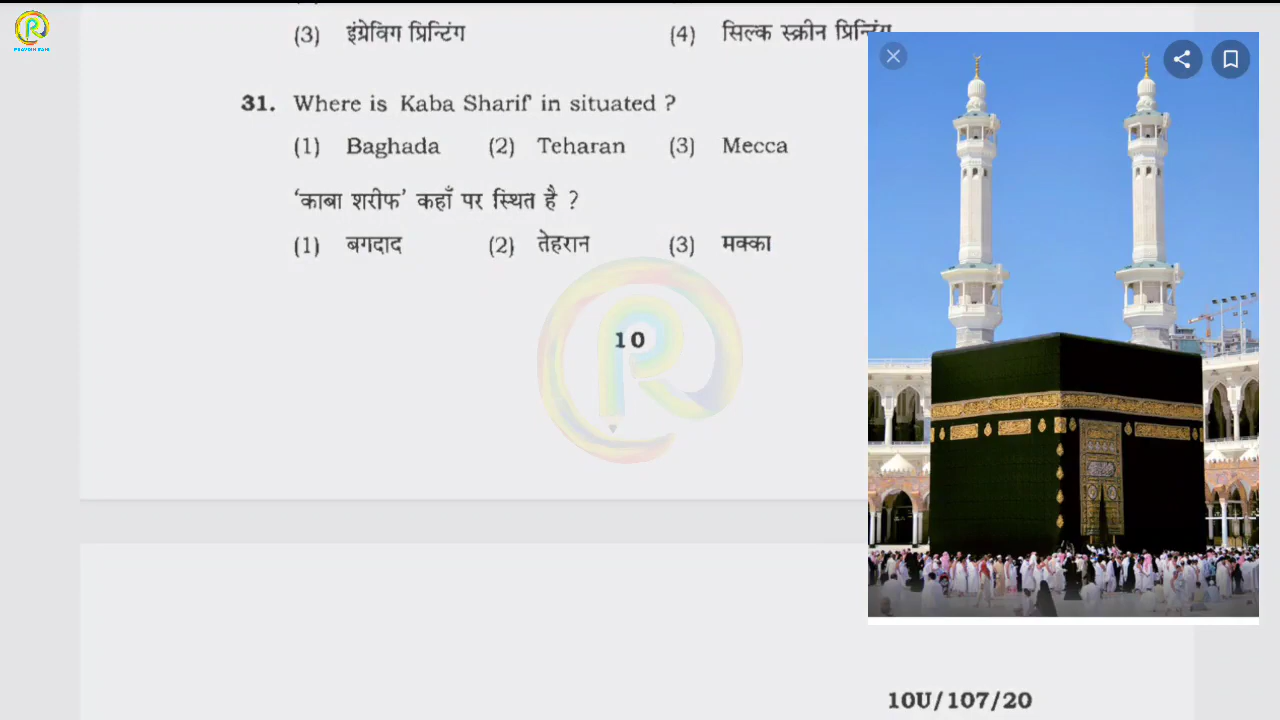 (3) इंग्रेविग प्रिन्टिंग (4) सिल्क स्क्रीन प्रिन्टिंग
31. Where is Kaba Sharif in situated ?
(1) Baghada (2) Teharan (3) Mecca
‘काबा शरीफ’ कहाँ पर स्थित है ?
(1) बगदाद (2) तेहरान (3) मक्का
10
10U/107/20